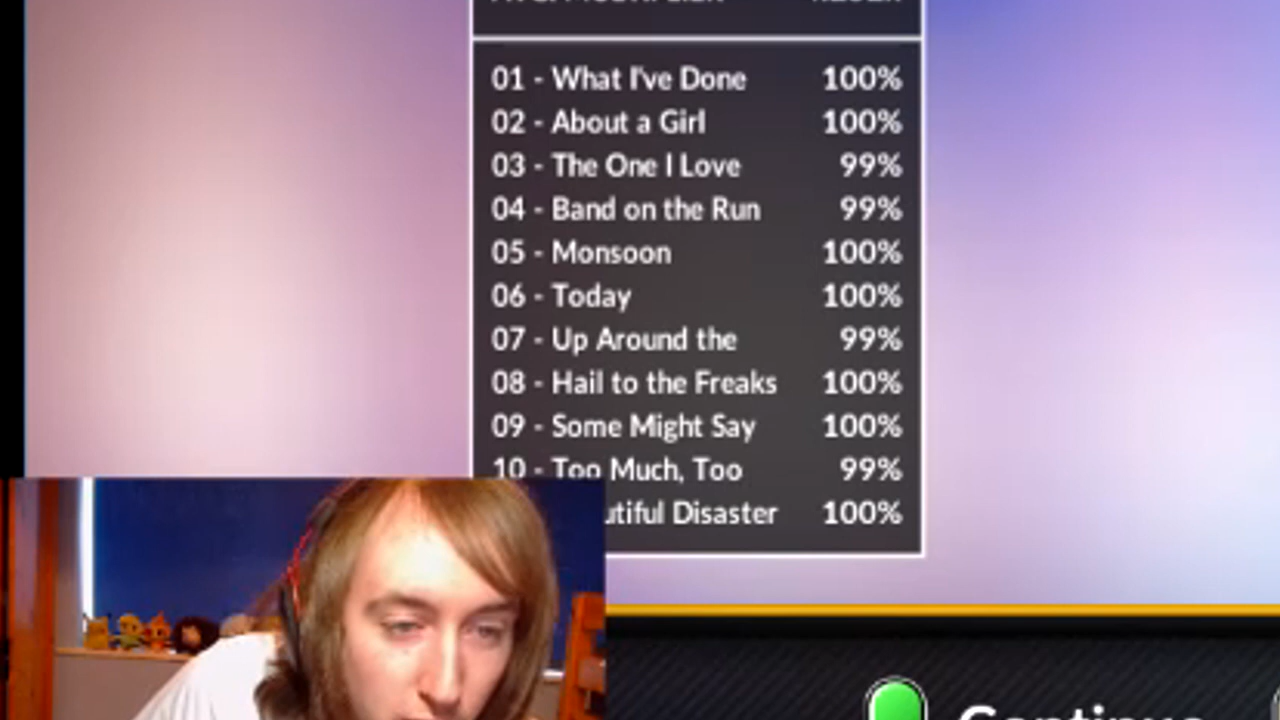 01 - What I've Done 100%
02 - About a Girl 100%
03 - The One I Love 99%
04 - Band on the Run 99%
05 - Monsoon 100%
06 - Today 100%
07 - Up Around the 99%
08 - Hail to the Freaks 100%
09 - Some Might Say 100%
10 - Too Much, Too 99%
utiful Disaster 100%
Continue